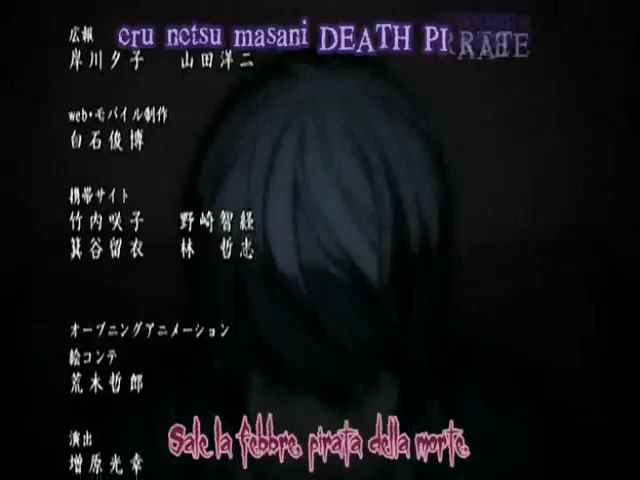 eru netsu masani DEATH PIRATE
広報
岸川夕子 山田洋二
web・モバイル制作
白石俊博
携帯サイト
竹内咲子 野崎智経
箕谷留衣 林 哲志
オープニングアニメーション
絵コンテ
荒木哲郎
演出
増原光幸
Sale la febbre, pirata della morte.